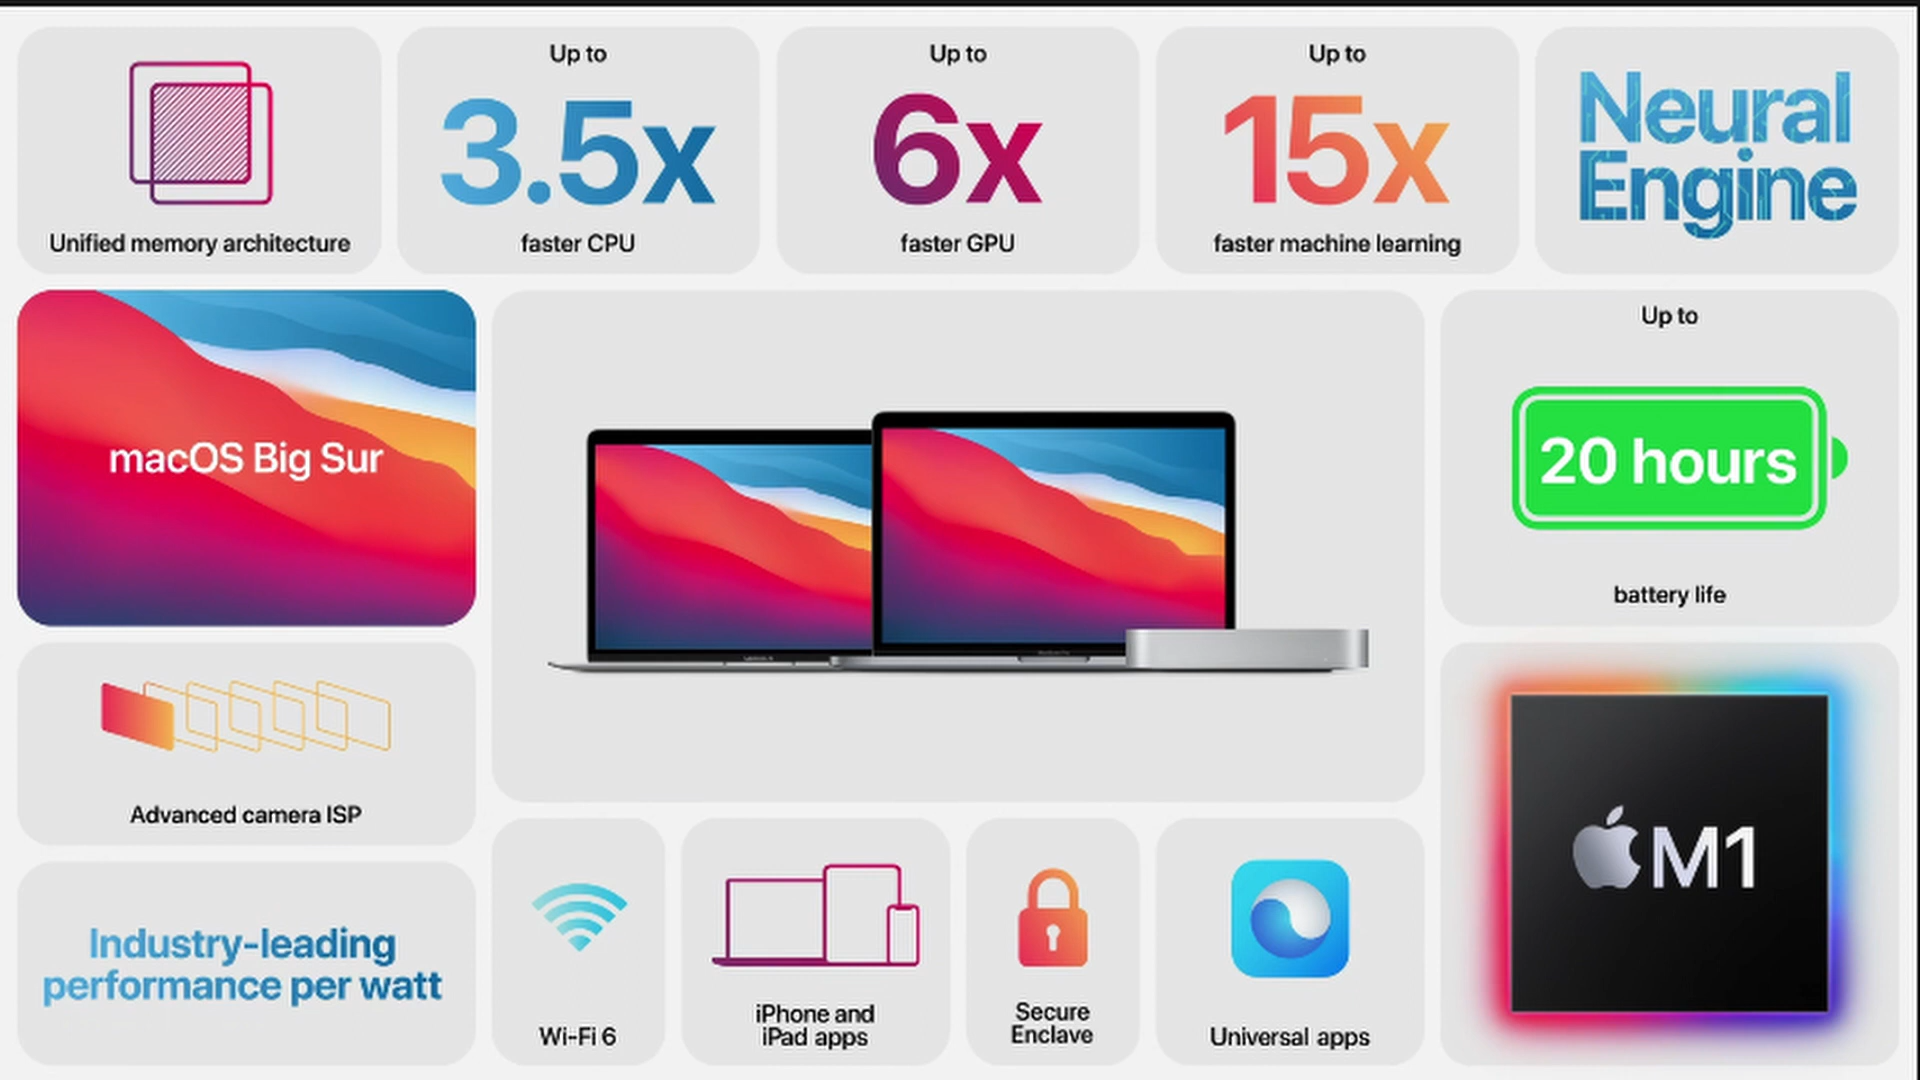 Unified memory architecture
Up to
3.5x
faster CPU
Up to
6x
faster GPU
Up to
15x
faster machine learning
Neural
Engine
macOS Big Sur
Up to
20 hours
battery life
Advanced camera ISP
Industry-leading
performance per watt
Wi-Fi 6
iPhone and
iPad apps
Secure
Enclave
Universal apps
M1